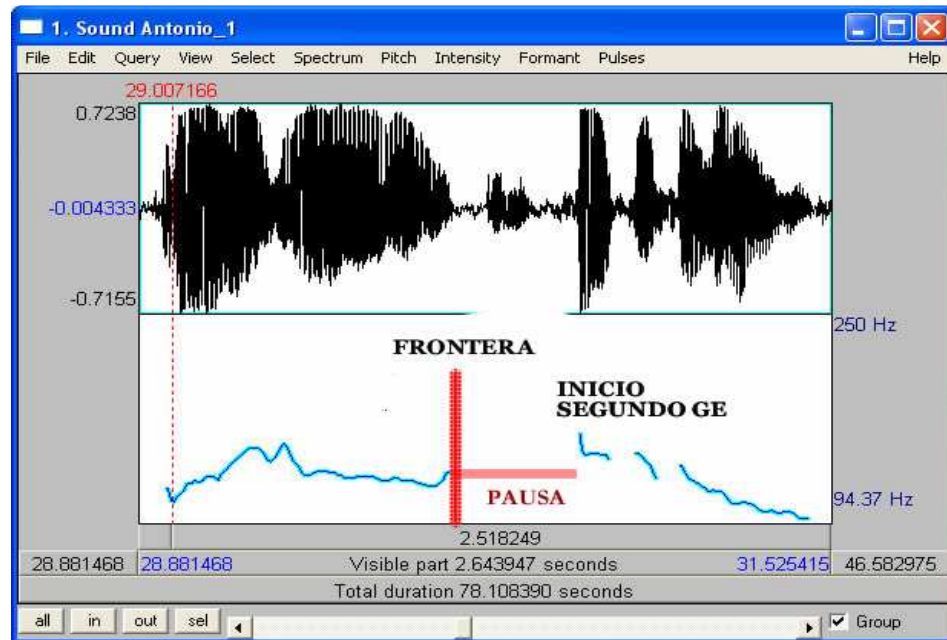 1. Sound Antonio_1
File Edit Query View Select Spectrum Pitch Intensity Formant Pulses Help
29.007166
0.7238
-0.004333
-0.7155
250 Hz
FRONTERA
INICIO
SEGUNDO GE
PAUSA
94.37 Hz
2.518249
28.881468 28.881468 Visible part 2.643947 seconds 31.525415 46.582975
Total duration 78.108390 seconds
all in out sel Group